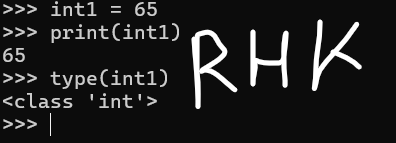 >>> int1 = 65
>>> print(int1)
65
>>> type(int1)
<class 'int'>
>>>
RHK